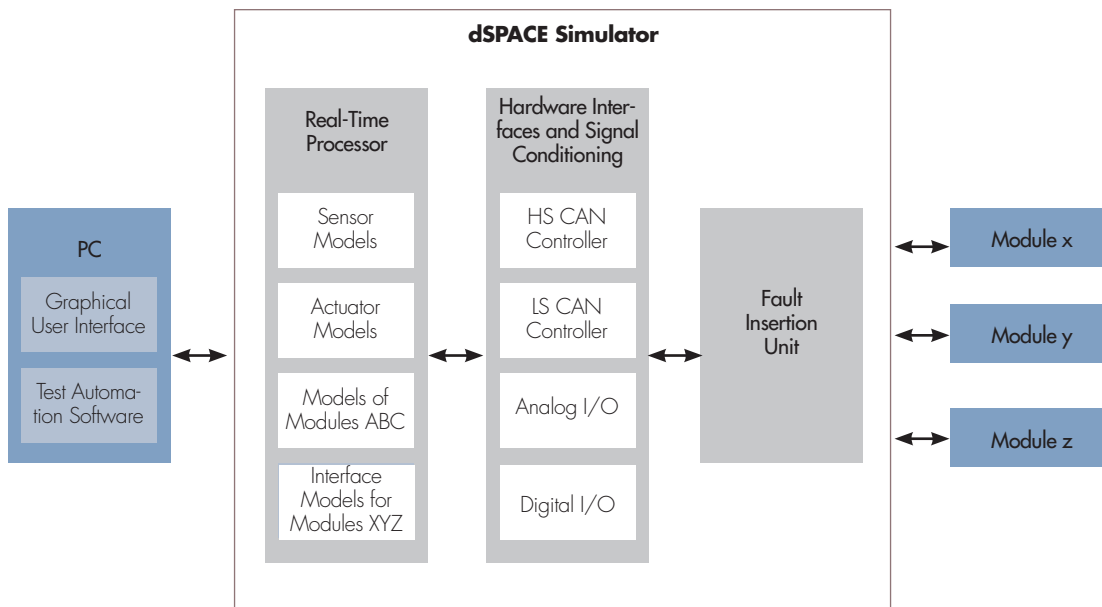 dSPACE Simulator
PC
Graphical
User Interface
Test Automa-
tion Software
Real-Time
Processor
Sensor
Models
Actuator
Models
Models of
Modules ABC
Interface
Models for
Modules XYZ
Hardware Inter-
faces and Signal
Conditioning
HS CAN
Controller
LS CAN
Controller
Analog I/O
Digital I/O
Fault
Insertion
Unit
Module x
Module y
Module z